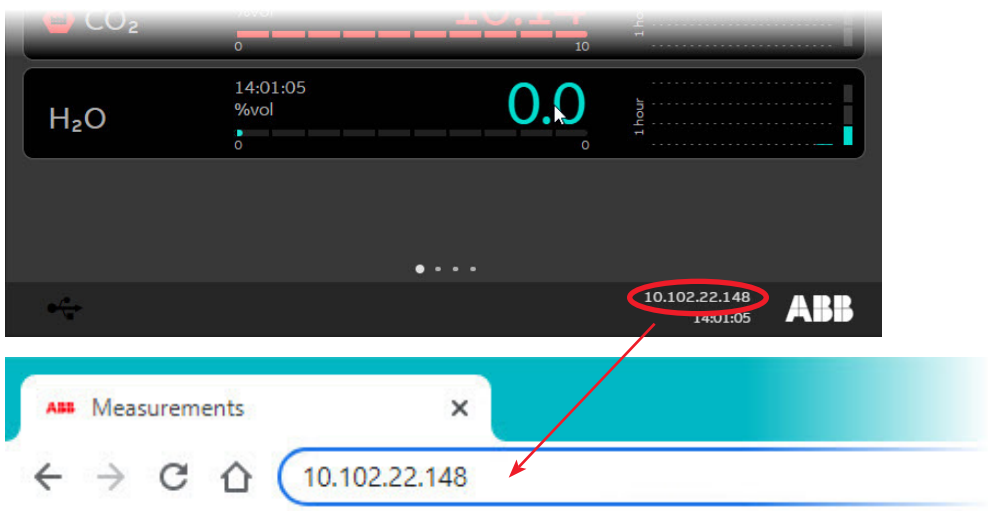 CO₂
0
10
1 hour
H₂O
14:01:05
%vol
0.0
0
0
1 hour
10.102.22.148
14:01:05
ABB
ABB Measurements
10.102.22.148